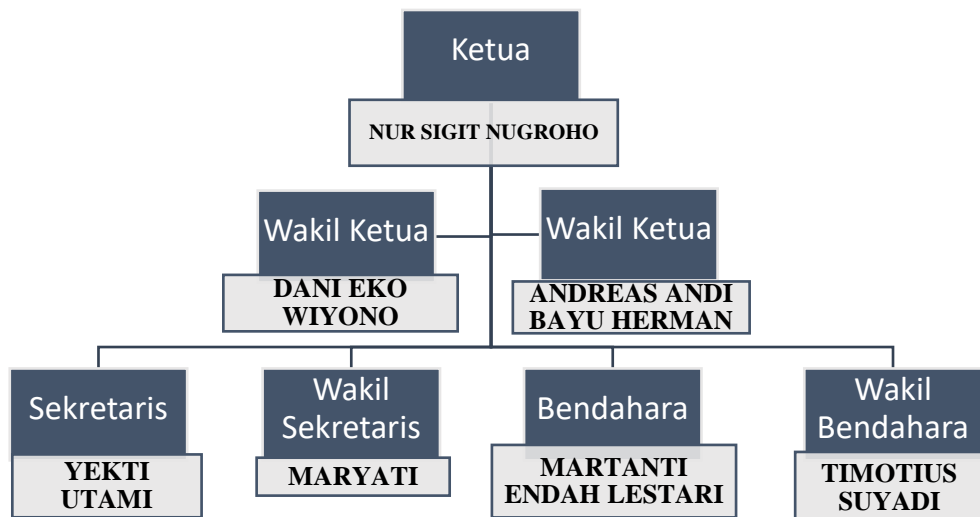 Ketua
NUR SIGIT NUGROHO
Wakil Ketua
DANI EKO
WIYONO
Wakil Ketua
ANDREAS ANDI
BAYU HERMAN
Sekretaris
YEKTI
UTAMI
Wakil
Sekretaris
MARYATI
Bendahara
MARTANTI
ENDAH LESTARI
Wakil
Bendahara
TIMOTIUS
SUYADI